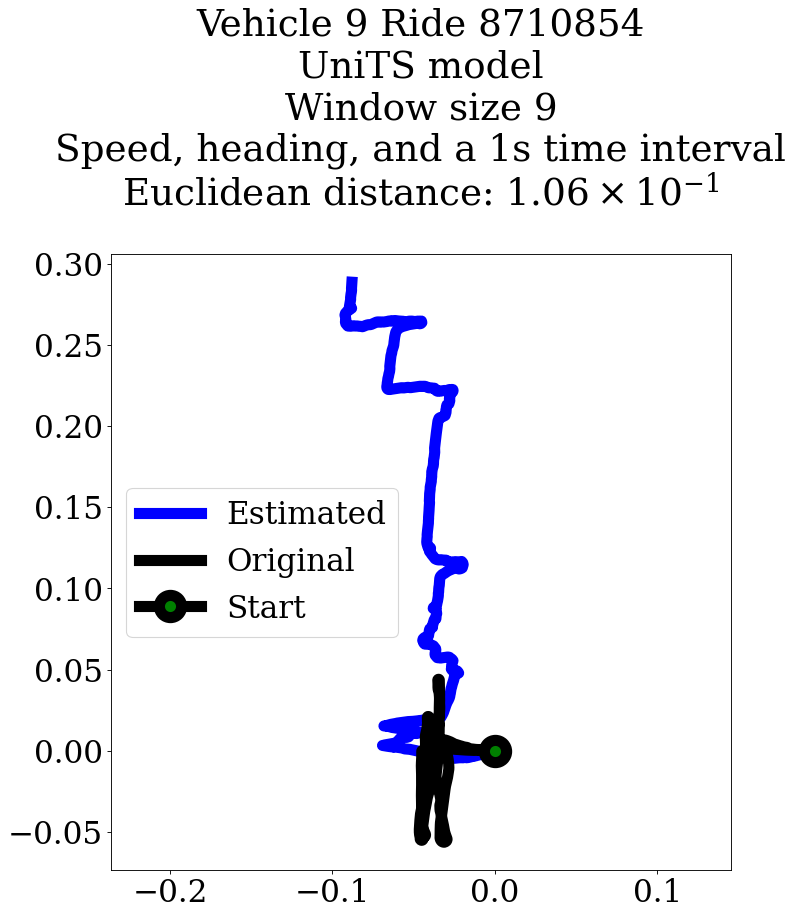 Vehicle 9 Ride 8710854
UniTS model
Window size 9
Speed, heading, and a 1s time interval
Euclidean distance: 1.06 × 10⁻¹
0.30
0.25
0.20
0.15
0.10
0.05
0.00
−0.05
Estimated
Original
Start
−0.2
−0.1
0.0
0.1